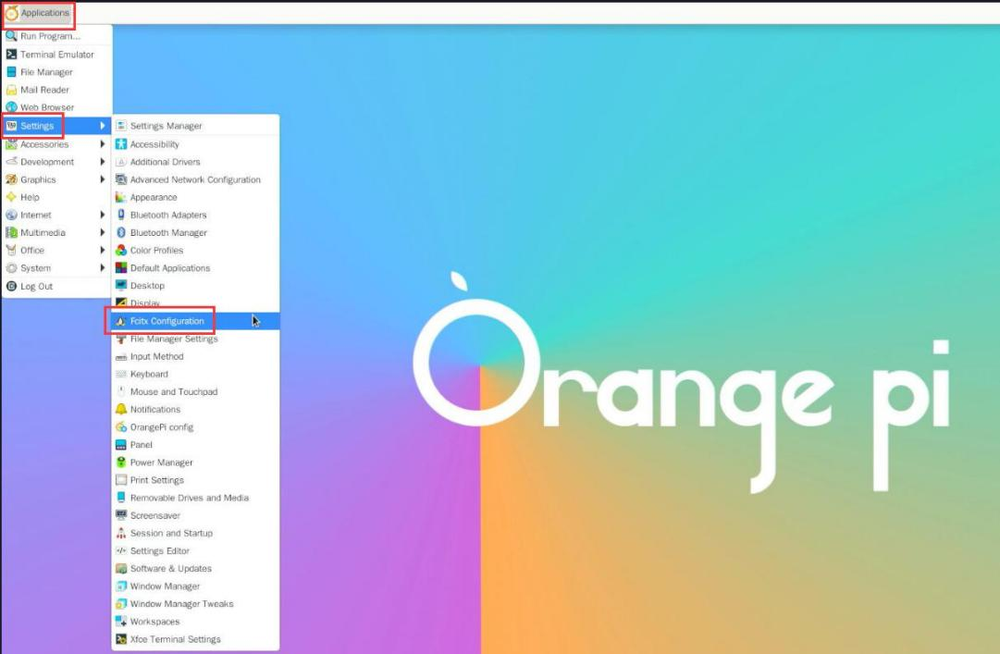 Applications
Run Program...
Terminal Emulator
File Manager
Mail Reader
Web Browser
Settings
Accessories
Development
Graphics
Help
Internet
Multimedia
Office
System
Log Out
Settings Manager
Accessibility
Additional Drivers
Advanced Network Configuration
Appearance
Bluetooth Adapters
Bluetooth Manager
Color Profiles
Default Applications
Desktop
Display
Fcitx Configuration
File Manager Settings
Input Method
Keyboard
Mouse and Touchpad
Notifications
OrangePi config
Panel
Power Manager
Print Settings
Removable Drives and Media
Screensaver
Session and Startup
Settings Editor
Software & Updates
Window Manager
Window Manager Tweaks
Workspaces
Xfce Terminal Settings
Orange pi